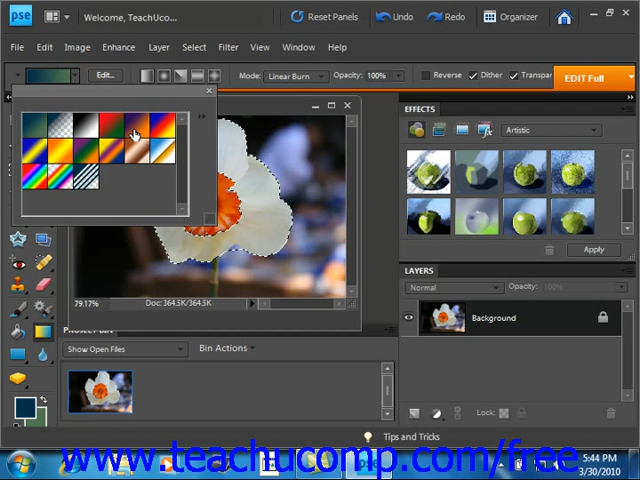 pse Welcome, TeachUco... Reset Panels Undo Redo Organizer
File Edit Image Enhance Layer Select Filter View Window Help
Edit... Mode: Linear Burn Opacity: 100% Reverse Dither Transpar EDIT Full
EFFECTS
Artistic
Apply
79.17% Doc: 364.5K/364.5K
LAYERS
Normal Opacity: 100%
Background
PROJECT BIN
Show Open Files Bin Actions
Lock:
Tips and Tricks
www.teachucomp.com/free
pse
5:44 PM
3/30/2010